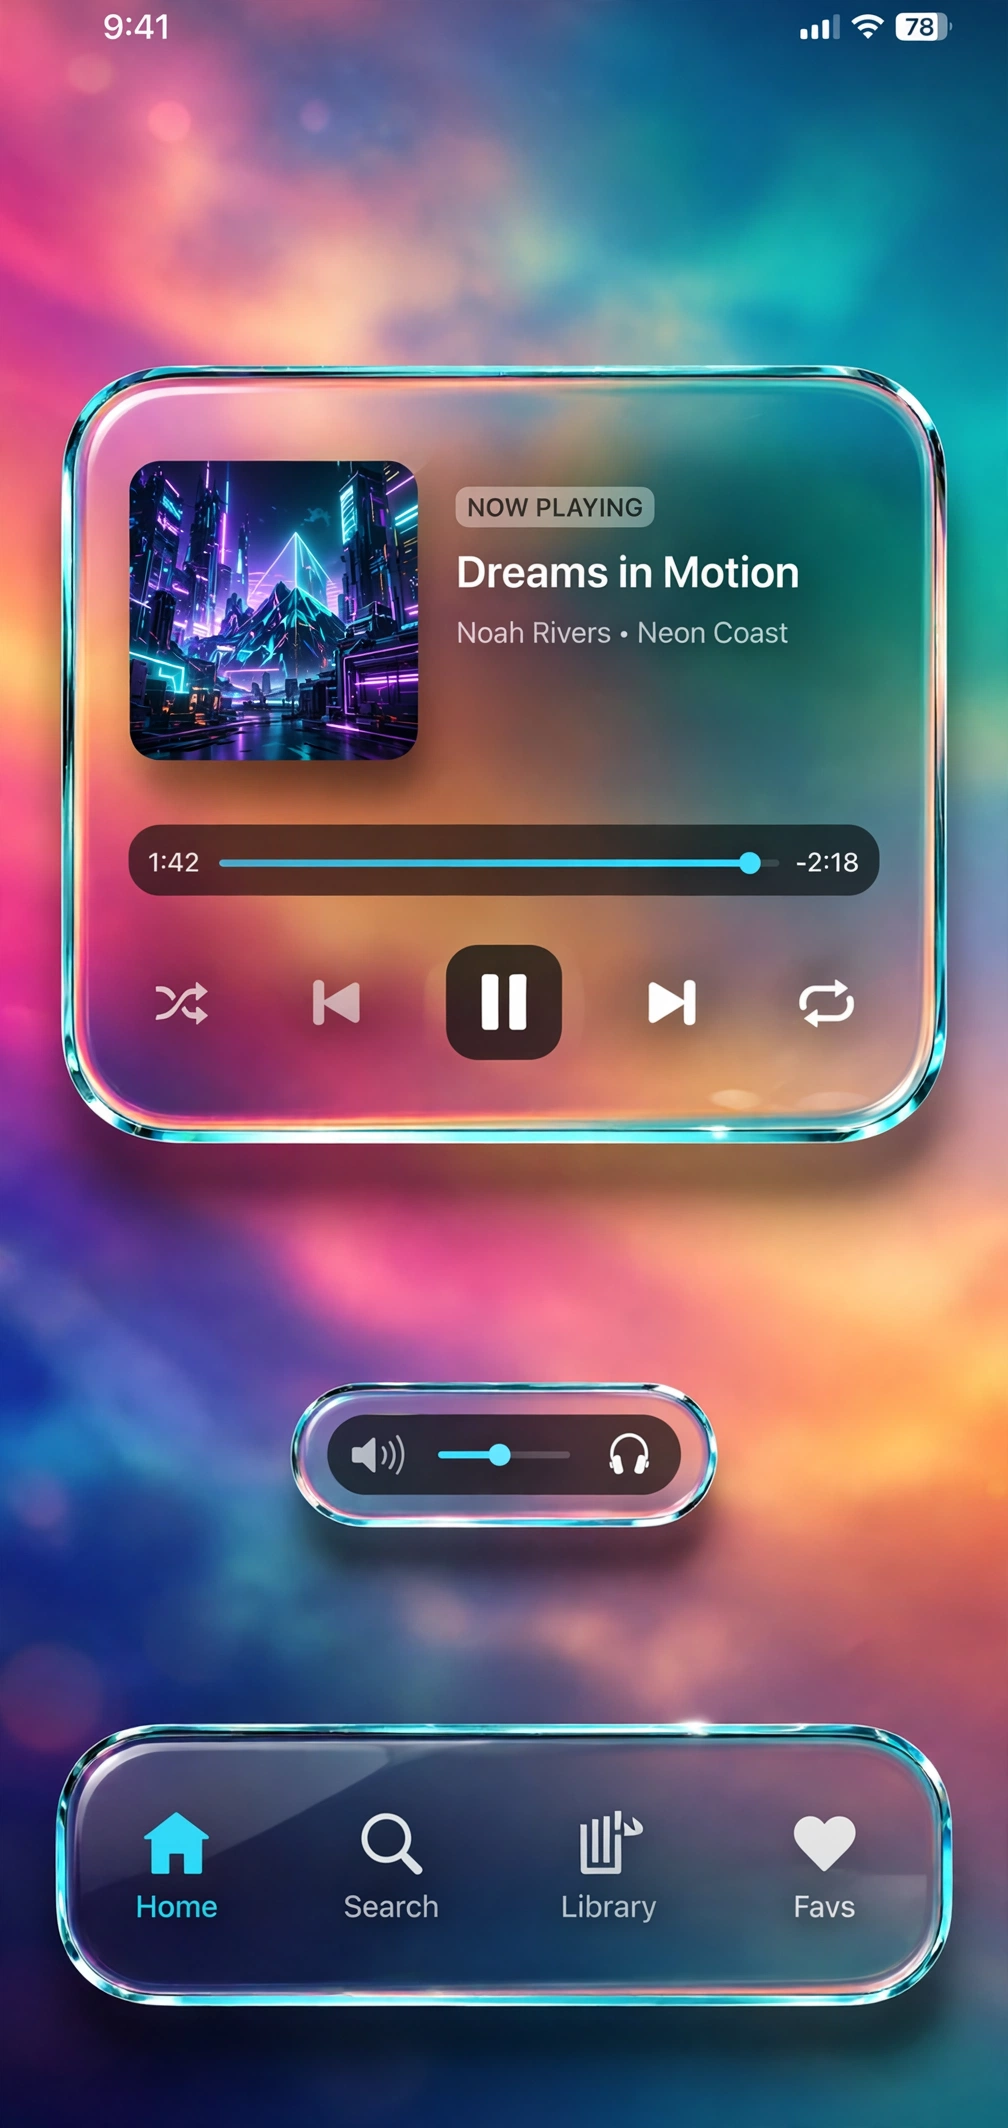 9:41
78
NOW PLAYING
Dreams in Motion
Noah Rivers • Neon Coast
1:42
-2:18
Home
Search
Library
Favs